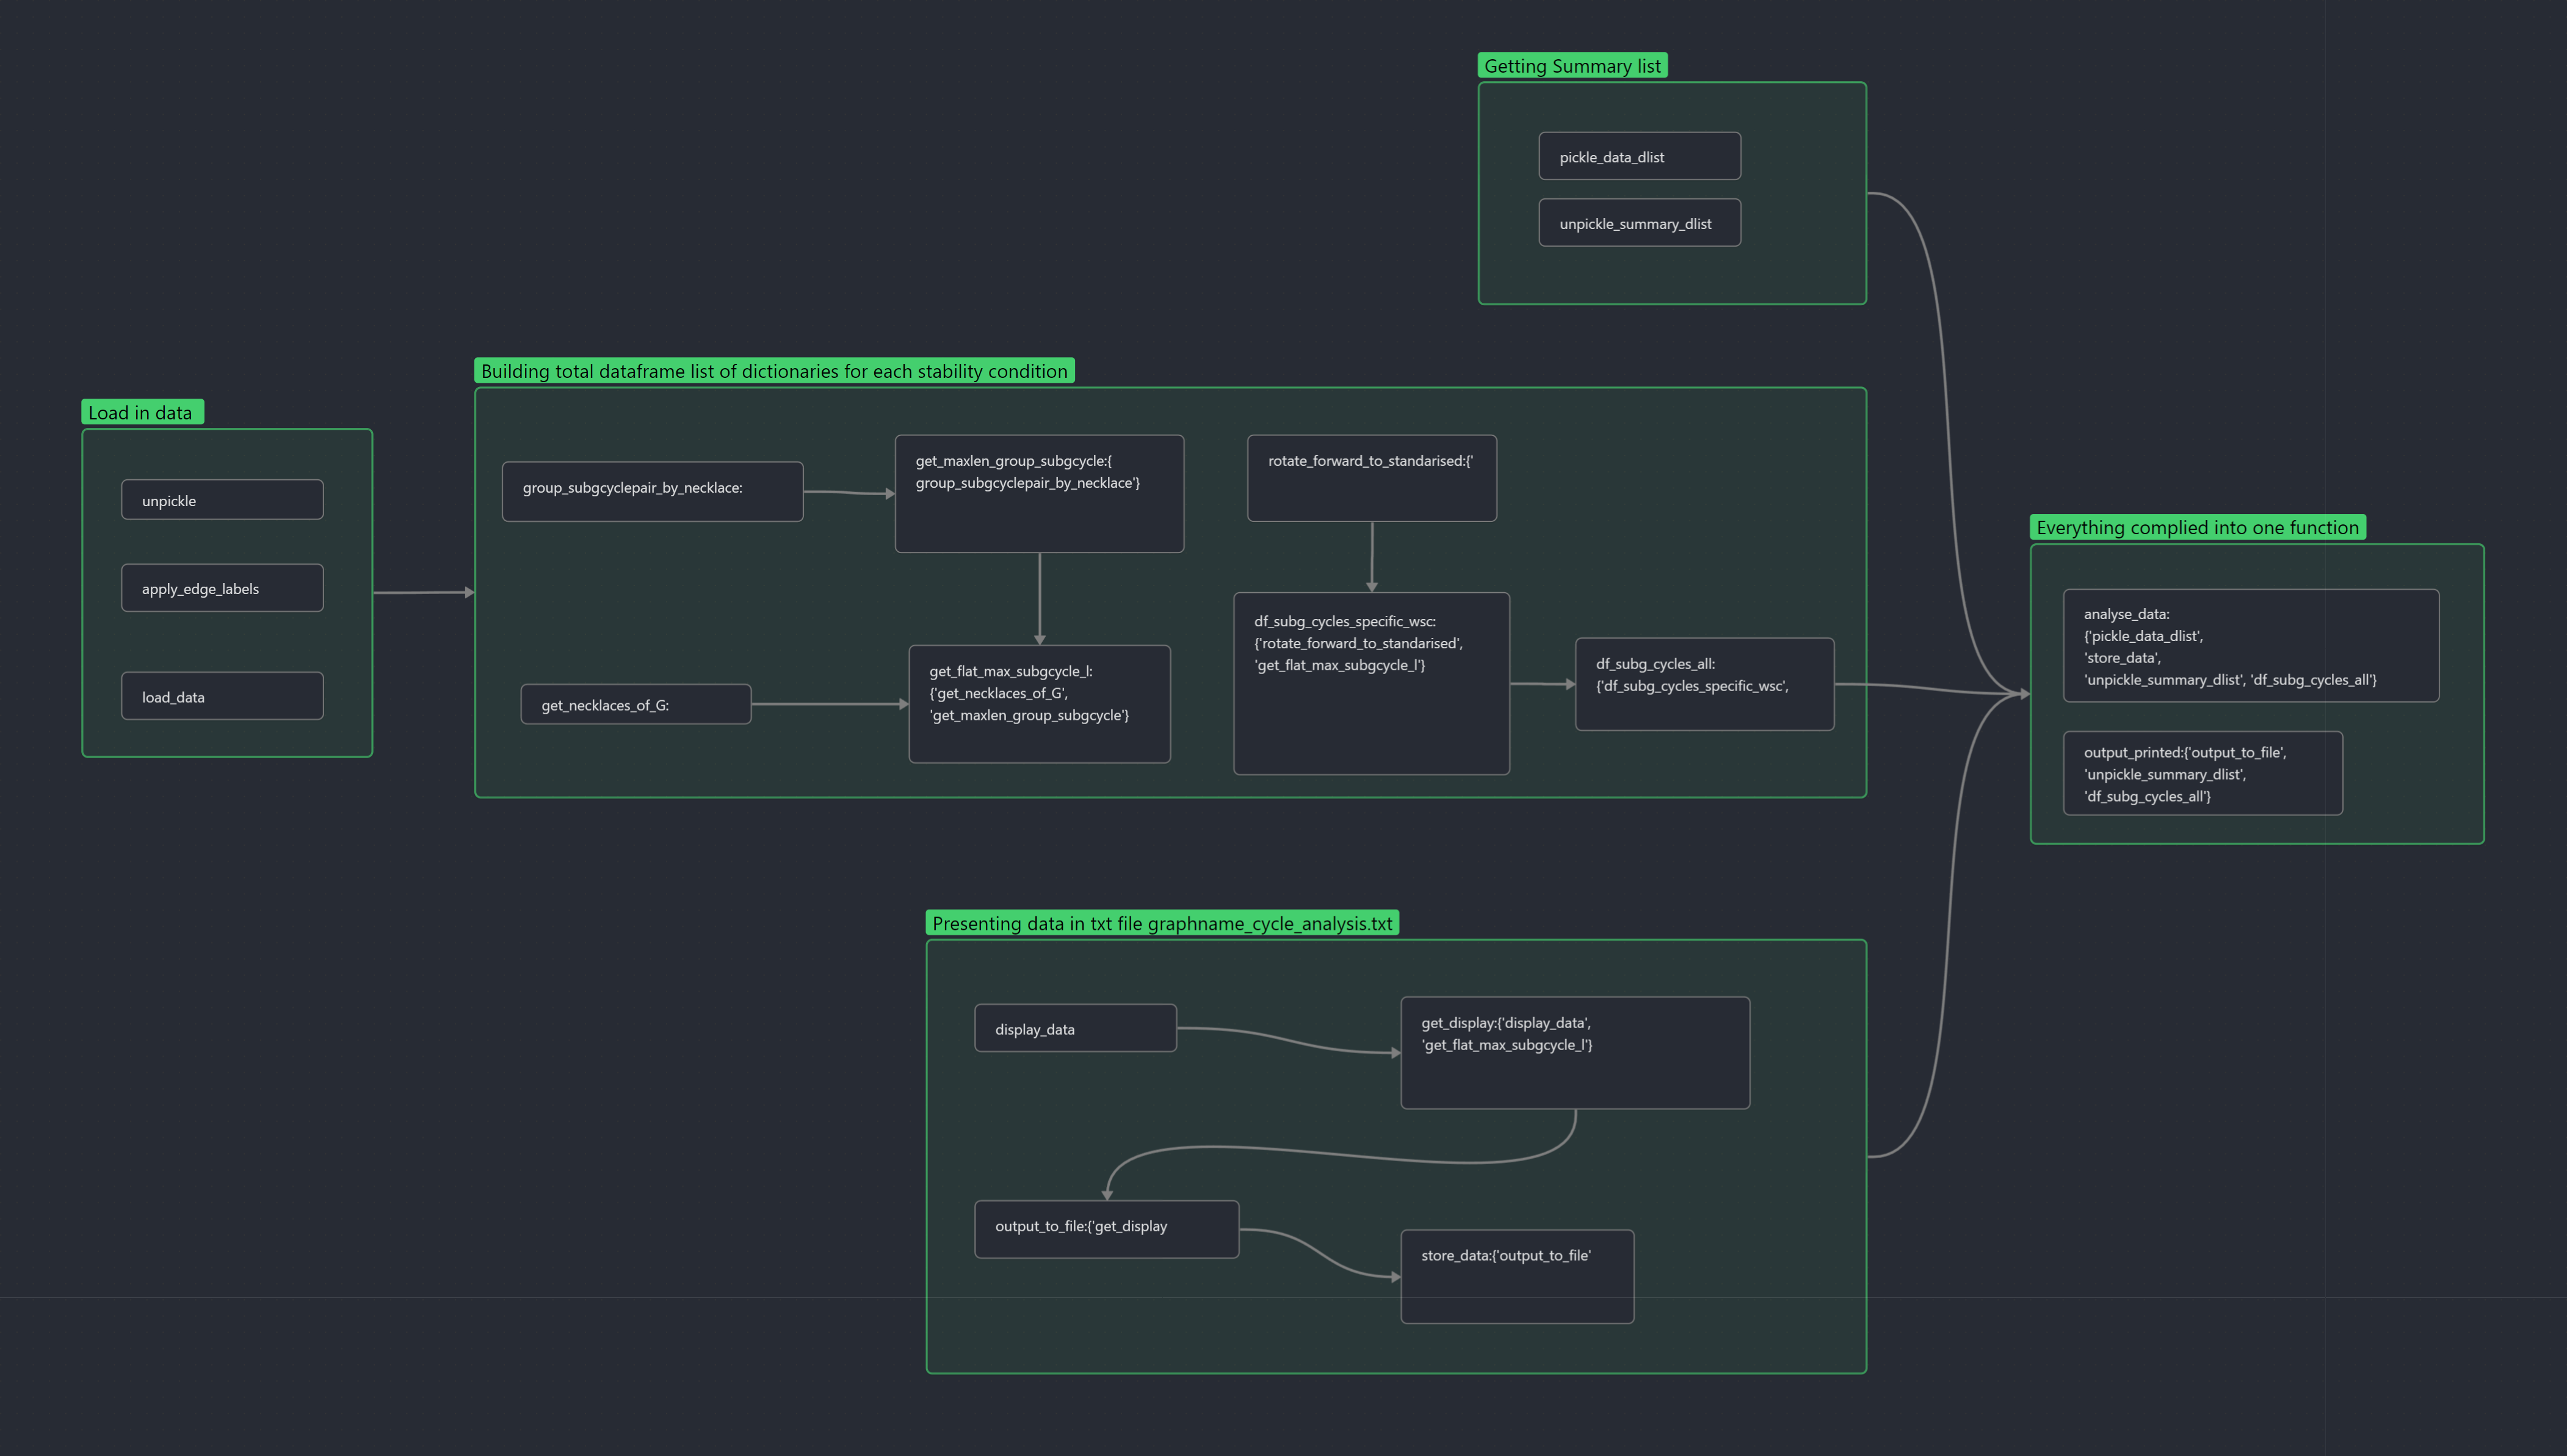 Getting Summary list
pickle_data_dlist
unpickle_summary_dlist
Load in data
unpickle
apply_edge_labels
load_data
Building total dataframe list of dictionaries for each stability condition
group_subgcyclepair_by_necklace:
get_maxlen_group_subgcycle:{
group_subgcyclepair_by_necklace'}
rotate_forward_to_standarised:{'
get_necklaces_of_G:
get_flat_max_subgcycle_l:
{'get_necklaces_of_G',
'get_maxlen_group_subgcycle'}
df_subg_cycles_specific_wsc:
{'rotate_forward_to_standarised',
'get_flat_max_subgcycle_l'}
df_subg_cycles_all:
{'df_subg_cycles_specific_wsc',
Everything complied into one function
analyse_data:
{'pickle_data_dlist',
'store_data',
'unpickle_summary_dlist', 'df_subg_cycles_all'}
output_printed:{'output_to_file',
'unpickle_summary_dlist',
'df_subg_cycles_all'}
Presenting data in txt file graphname_cycle_analysis.txt
display_data
get_display:{'display_data',
'get_flat_max_subgcycle_l'}
output_to_file:{'get_display
store_data:{'output_to_file'